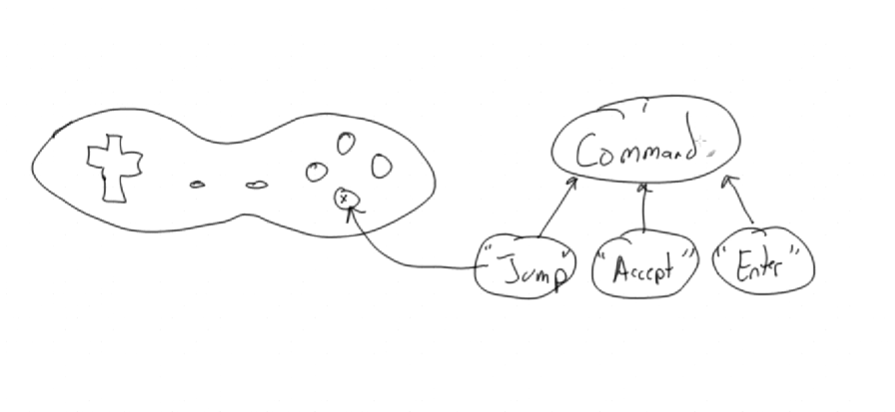 Command
x
"Jump"
"Accept"
"Enter"